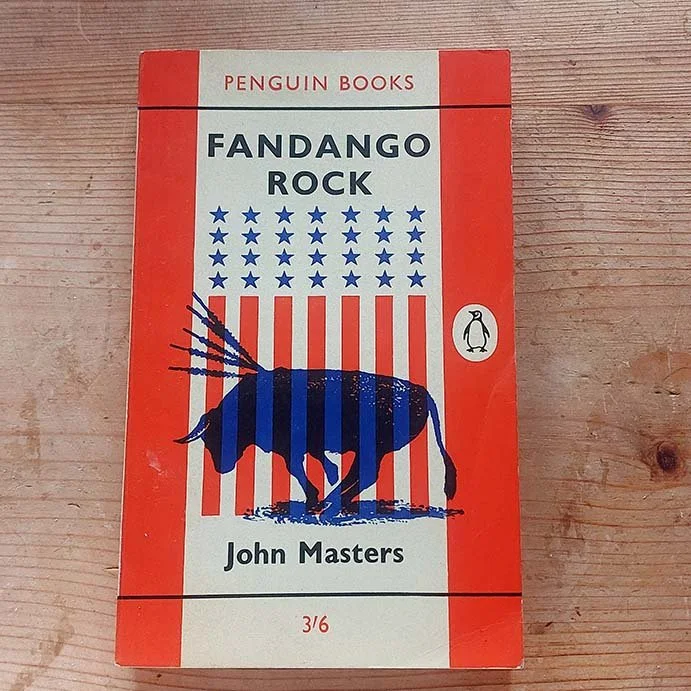 PENGUIN BOOKS
FANDANGO
ROCK
John Masters
3/6